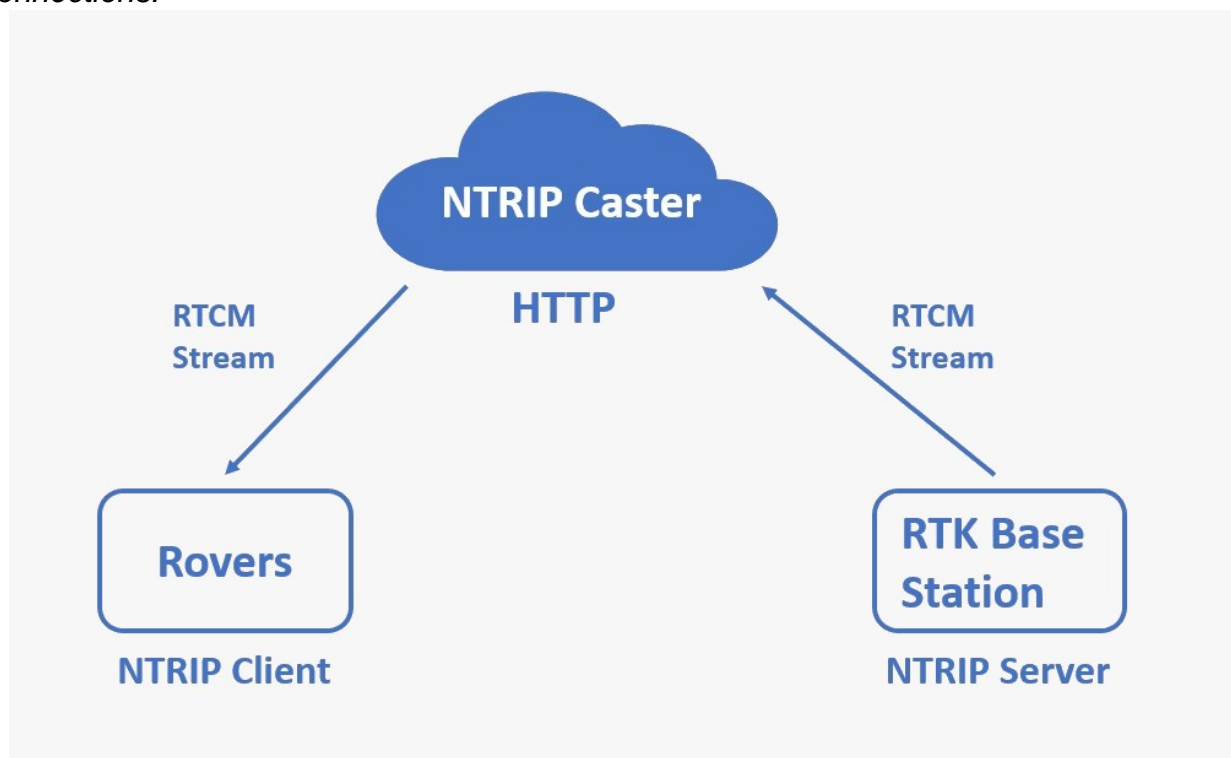 NTRIP Caster
HTTP
RTCM
Stream
RTCM
Stream
Rovers
NTRIP Client
RTK Base
Station
NTRIP Server